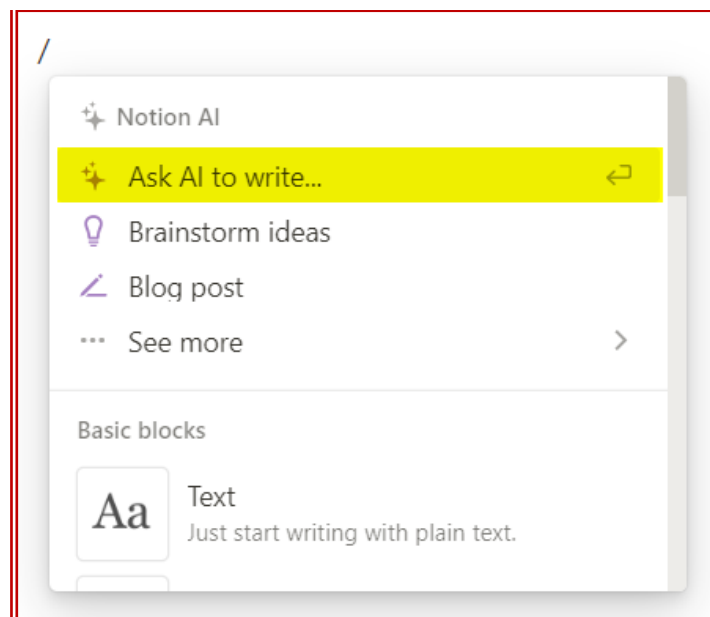 /
Notion AI
Ask AI to write...
Brainstorm ideas
Blog post
See more
Basic blocks
Aa
Text
Just start writing with plain text.